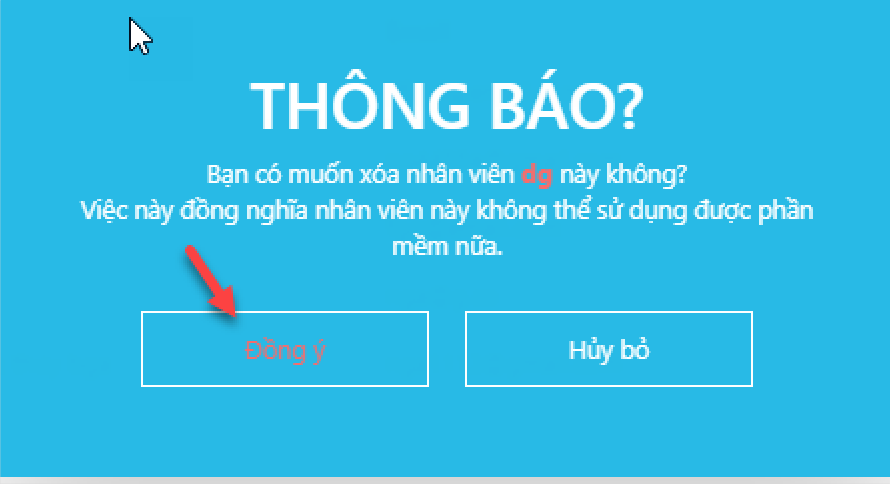 THÔNG BÁO?
Bạn có muốn xóa nhân viên dg này không?
Việc này đồng nghĩa nhân viên này không thể sử dụng được phần
mềm nữa.
Đồng ý
Hủy bỏ